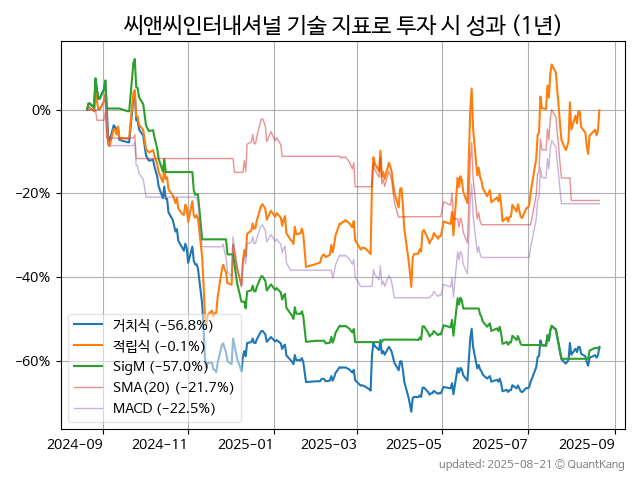 씨앤씨인터내셔널 기술 지표로 투자 시 성과 (1년)
0%
−20%
−40%
−60%
거치식 (−56.8%)
적립식 (−0.1%)
SigM (−57.0%)
SMA(20) (−21.7%)
MACD (−22.5%)
2024-09 2024-11 2025-01 2025-03 2025-05 2025-07 2025-09
updated: 2025-08-21 © QuantKang